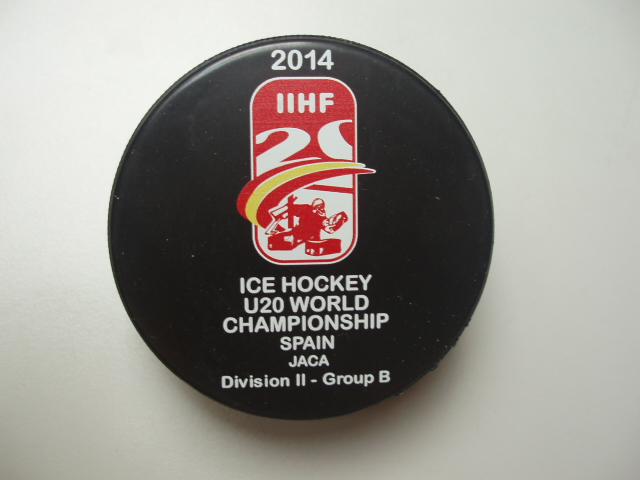 2014
IIHF
20
ICE HOCKEY
U20 WORLD
CHAMPIONSHIP
SPAIN
JACA
Division II - Group B